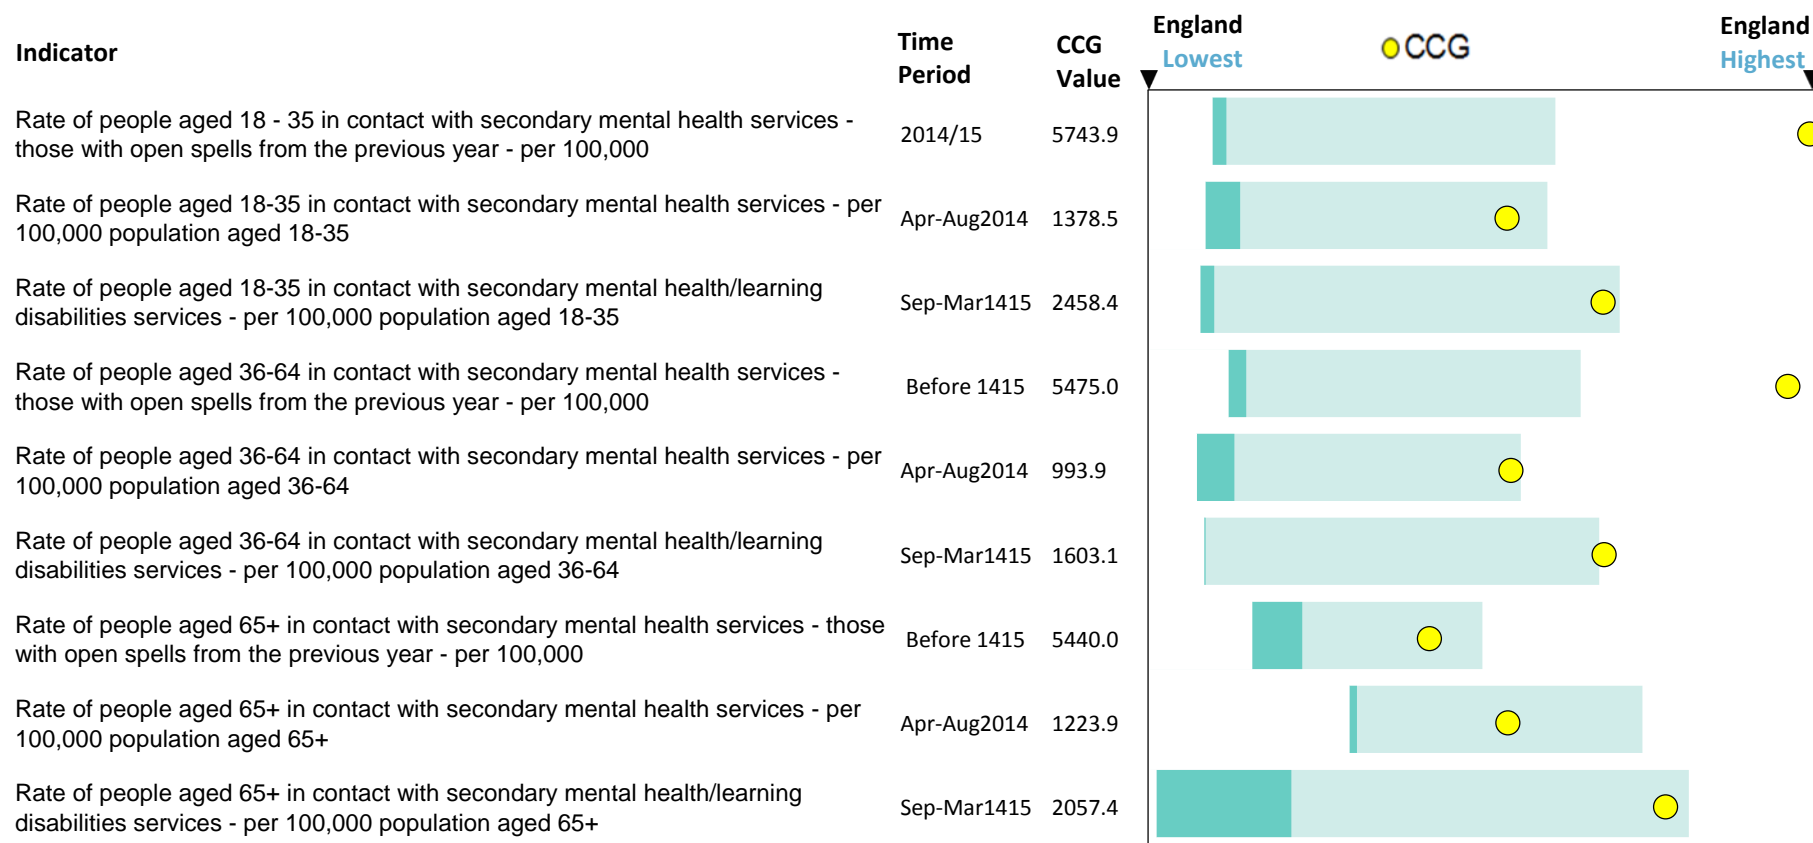 Indicator
Time
Period
CCG
Value
England
Lowest
CCG
England
Highest
Rate of people aged 18 - 35 in contact with secondary mental health services -
those with open spells from the previous year - per 100,000
2014/15
5743.9
Rate of people aged 18-35 in contact with secondary mental health services - per
100,000 population aged 18-35
Apr-Aug2014
1378.5
Rate of people aged 18-35 in contact with secondary mental health/learning
disabilities services - per 100,000 population aged 18-35
Sep-Mar1415
2458.4
Rate of people aged 36-64 in contact with secondary mental health services -
those with open spells from the previous year - per 100,000
Before 1415
5475.0
Rate of people aged 36-64 in contact with secondary mental health services - per
100,000 population aged 36-64
Apr-Aug2014
993.9
Rate of people aged 36-64 in contact with secondary mental health/learning
disabilities services - per 100,000 population aged 36-64
Sep-Mar1415
1603.1
Rate of people aged 65+ in contact with secondary mental health services - those
with open spells from the previous year - per 100,000
Before 1415
5440.0
Rate of people aged 65+ in contact with secondary mental health services - per
100,000 population aged 65+
Apr-Aug2014
1223.9
Rate of people aged 65+ in contact with secondary mental health/learning
disabilities services - per 100,000 population aged 65+
Sep-Mar1415
2057.4